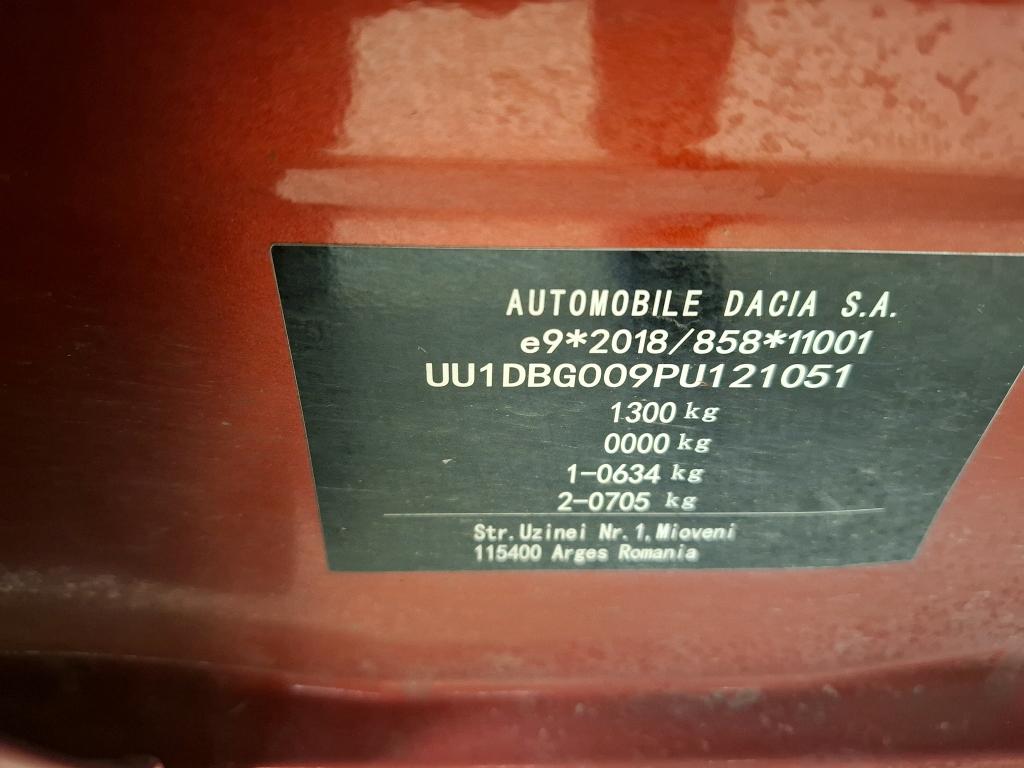 AUTOMOBILE DACIA S.A.
e9*2018/858*11001
UU1DBG009PU121051
1300 kg
0000 kg
1-0634 kg
2-0705 kg
Str.Uzinei Nr.1,Mioveni
115400 Arges Romania